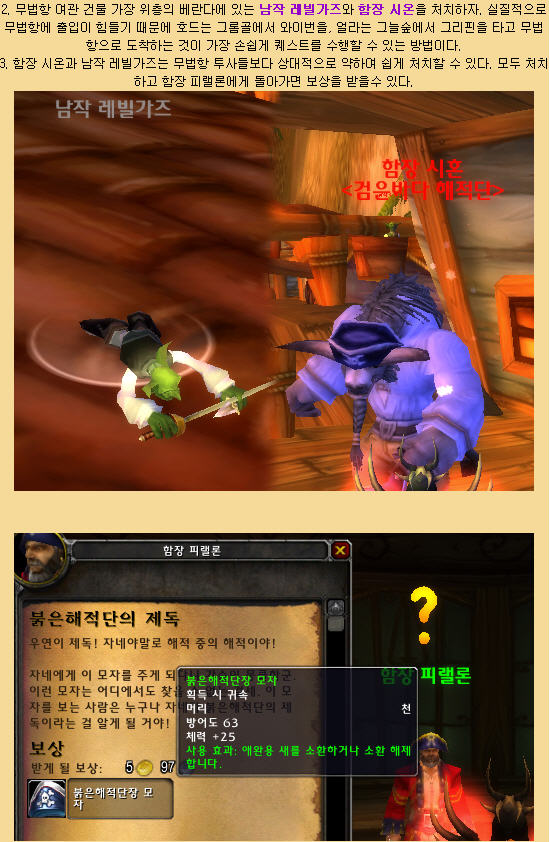 2. 무법항 여관 건물 가장 위층의 베란다에 있는 남작 레빌가즈와 함장 시온을 처치하자. 실질적으로
무법항에 출입이 힘들기 때문에 호드는 그롬골에서 와이번을, 얼라는 그늘숲에서 그리핀을 타고 무법
항으로 도착하는 것이 가장 손쉽게 퀘스트를 수행할 수 있는 방법이다.
3. 함장 시온과 남작 레빌가즈는 무법항 투사들보다 상대적으로 약하며 쉽게 처치할 수 있다. 모두 처치
하고 함장 피랠론에게 돌아가면 보상을 받을수 있다.
남작 레빌가즈
함장 시혼
<검은바다 해적단>
함장 피랠론
붉은해적단의 제독
우연이 제독! 자네야말로 해적 중의 해적이야!
자네에게 이 모자를 주게 되
이런 모자는 어디에서도 찾
이 모
자를 보는 사람은 누구나 자
붉은해적단의 제
독이라는 걸 알게 될 거야!
보상
받게 될 보상: 5 97
붉은해적단장 모
자
붉은해적단장 모자
획득 시 귀속
머리 천
방어도 63
체력 +25
사용 효과: 애완용 새를 소환하거나 소환 해제
합니다.
함장 피랠론